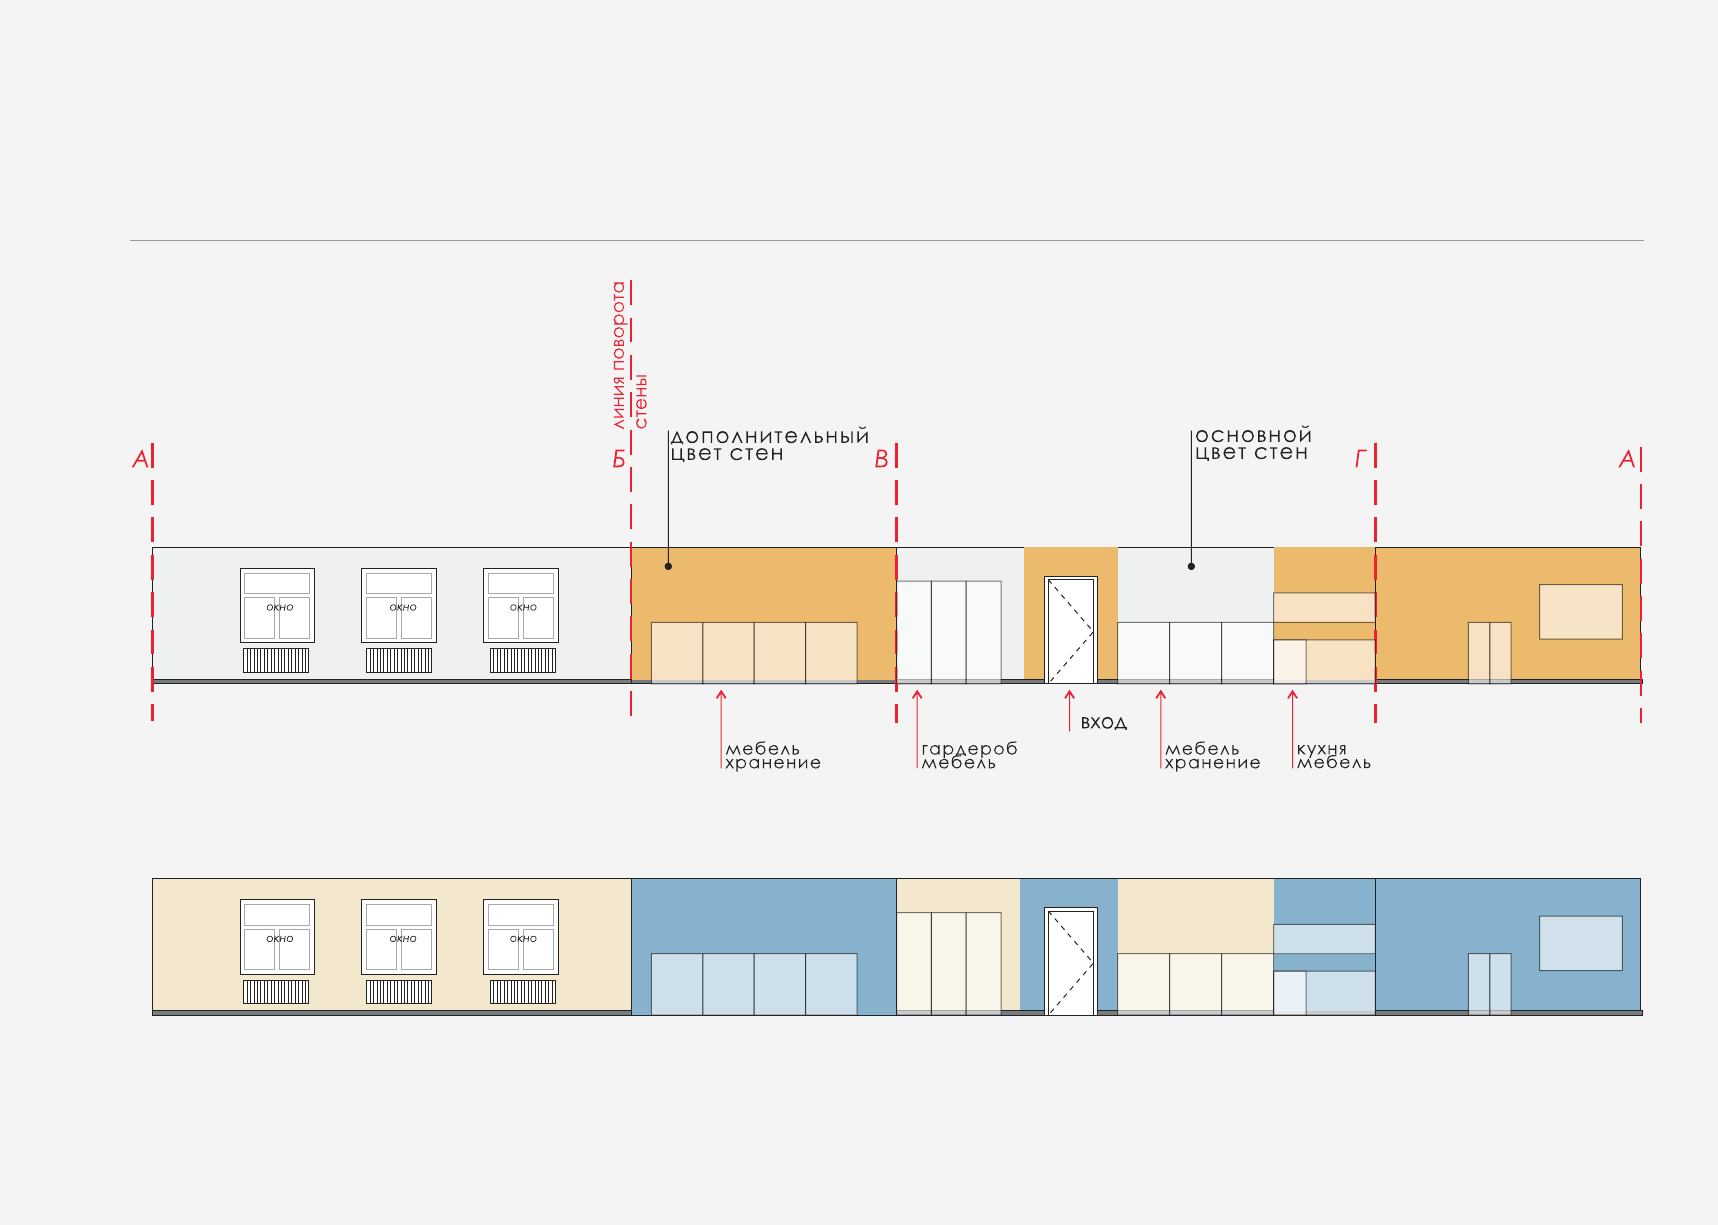 линия поворота
стены
А
Б
дополнительный
цвет стен
В
основной
цвет стен
Г
А
окно
окно
окно
мебель
хранение
гардероб
мебель
вход
мебель
хранение
кухня
мебель
окно
окно
окно